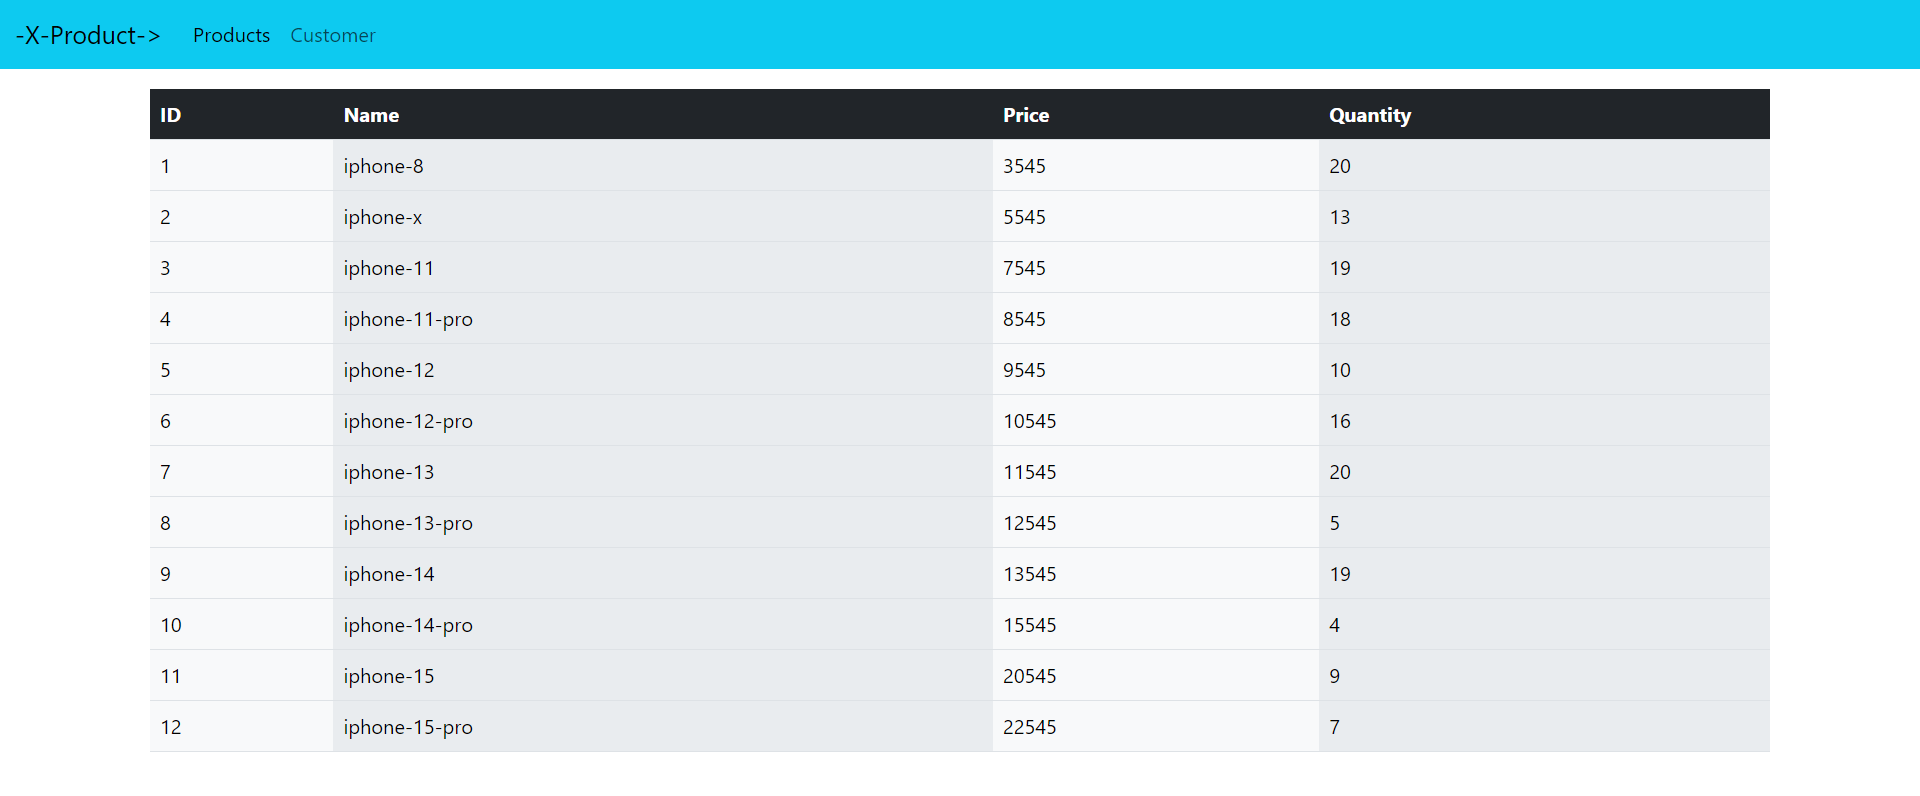 -X-Product-> Products Customer
ID Name Price Quantity
1 iphone-8 3545 20
2 iphone-x 5545 13
3 iphone-11 7545 19
4 iphone-11-pro 8545 18
5 iphone-12 9545 10
6 iphone-12-pro 10545 16
7 iphone-13 11545 20
8 iphone-13-pro 12545 5
9 iphone-14 13545 19
10 iphone-14-pro 15545 4
11 iphone-15 20545 9
12 iphone-15-pro 22545 7